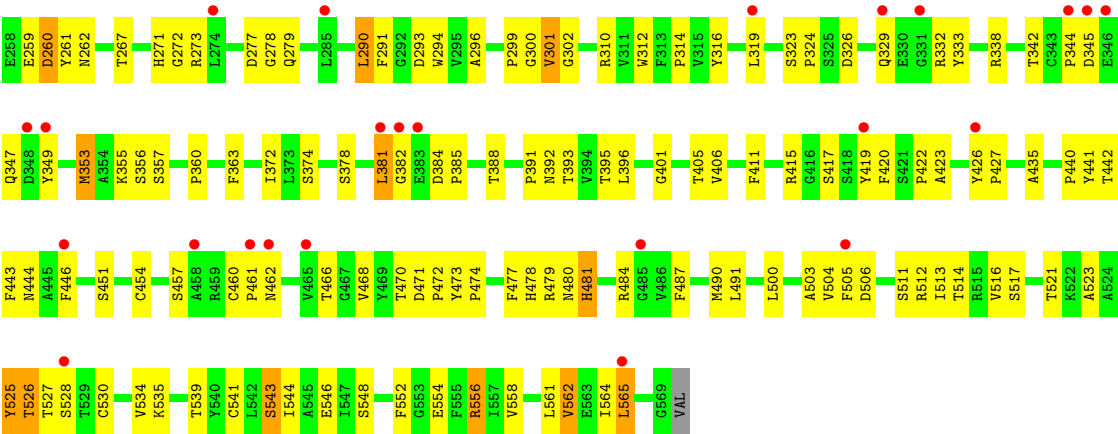 E258 E259 D260 Y261 N262 T267 H271 G272 R273 L274 D277 G278 Q279 L285 L290 F291 G292 D293 W294 V295 A296 P299 G300 V301 G302 R310 V311 W312 F313 P314 V315 Y316 L319 S323 P324 S325 D326 Q329 E330 G331 R332 Y333 R338 T342 C343 P344 D345 E346
Q347 D348 Y349 M353 A354 K355 S356 S357 P360 F363 I372 L373 S374 S378 L381 G382 E383 D384 P385 T388 P391 N392 T393 V394 T395 L396 G401 T405 V406 F411 R415 G416 S417 S418 Y419 F420 S421 P422 A423 Y426 P427 A435 P440 Y441 T442
F443 N444 A445 F446 S451 C454 S457 A458 R459 C460 P461 N462 V465 T466 G467 V468 Y469 T470 D471 P472 Y473 P474 F477 H478 R479 N480 H481 R484 G485 V486 F487 M490 L491 L500 A503 V504 F505 D506 S511 R512 I513 T514 R515 V516 S517 T521 K522 A523 A524
Y525 T526 T527 S528 T529 C530 V534 K535 T539 Y540 C541 L542 S543 I544 A545 E546 I547 S548 F552 G553 E554 F555 R556 I557 V558 L561 V562 E563 I564 L565 G569 VAL